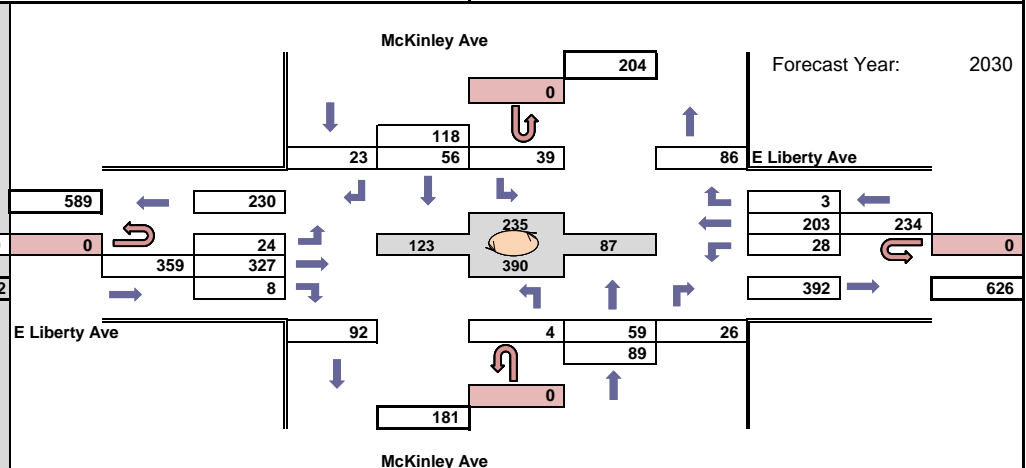 McKinley Ave
204
Forecast Year: 2030
0
118
23 56 39 86 E Liberty Ave
589 230 3
235
203 234
0 24 123 87 28 0
359 327 390
2 8 392 626
E Liberty Ave 92 4 59 26
89
0
181
McKinley Ave